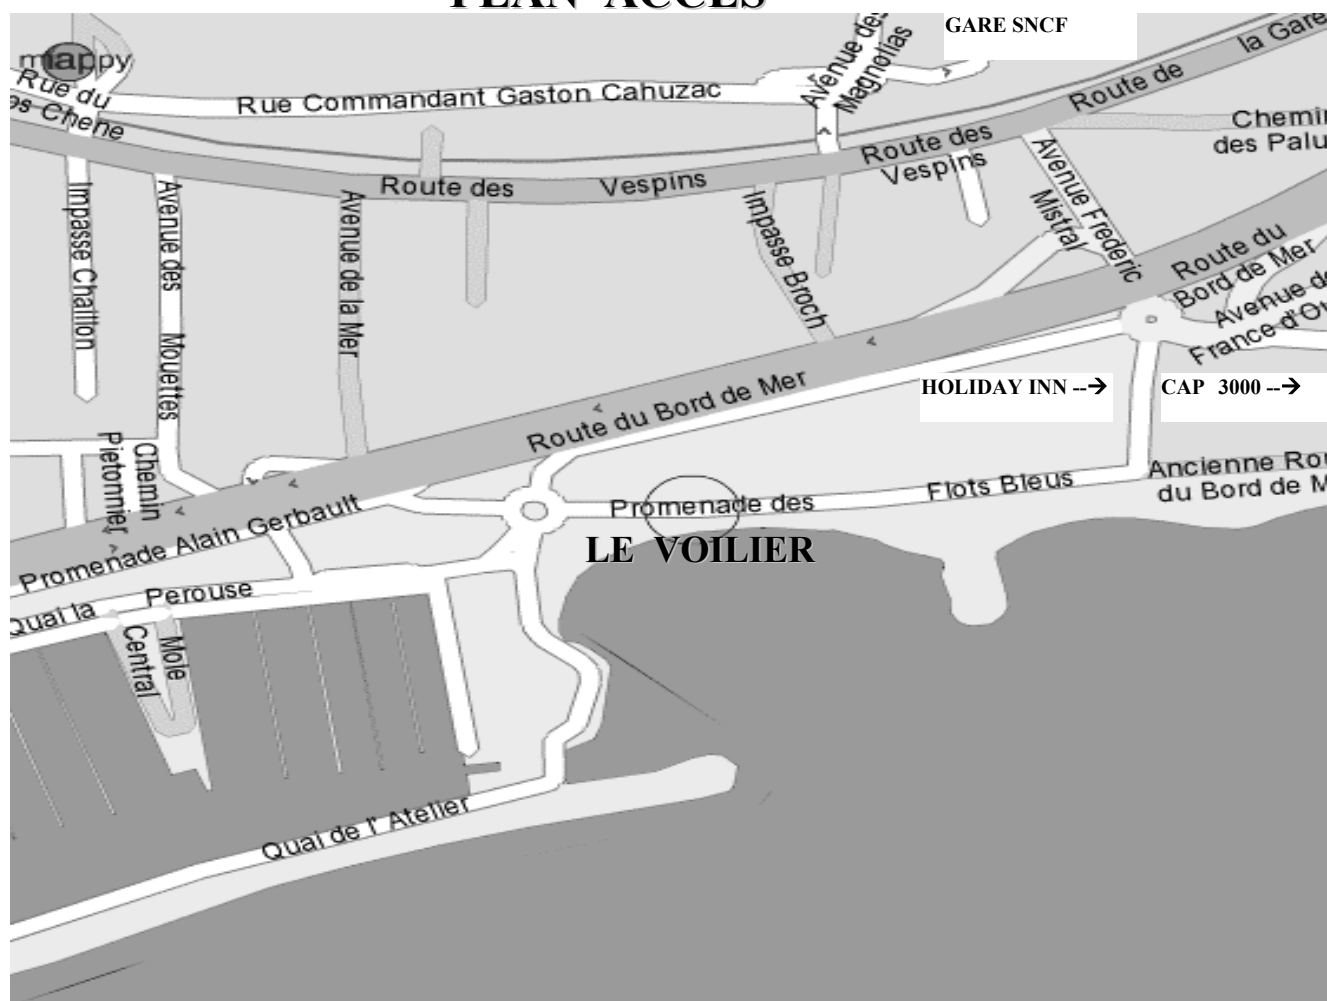 PLAN ACCES
GARE SNCF
mappy
Rue du
Rue Commandant Gaston Cahuzac
Avenue des
Magnolias
la Gare
Route de
Chene
Chemin
des Palu
Route des
Vespins
Route des
Vespins
Impasse Chaillon
Avenue des Mouettes
Avenue de la Mer
Impasse Broch
Avenue Frederic
Mistral
Route du
Bord de Mer
Avenue de
France d'Ou
HOLIDAY INN --→
CAP 3000 --→
Route du Bord de Mer
Chemin
Pietonnier
Ancienne Rou
du Bord de M
Promenade des Flots Bleus
Promenade Alain Gerbault
LE VOILIER
Quai la Perouse
Mole
Central
Quai de l' Atelier